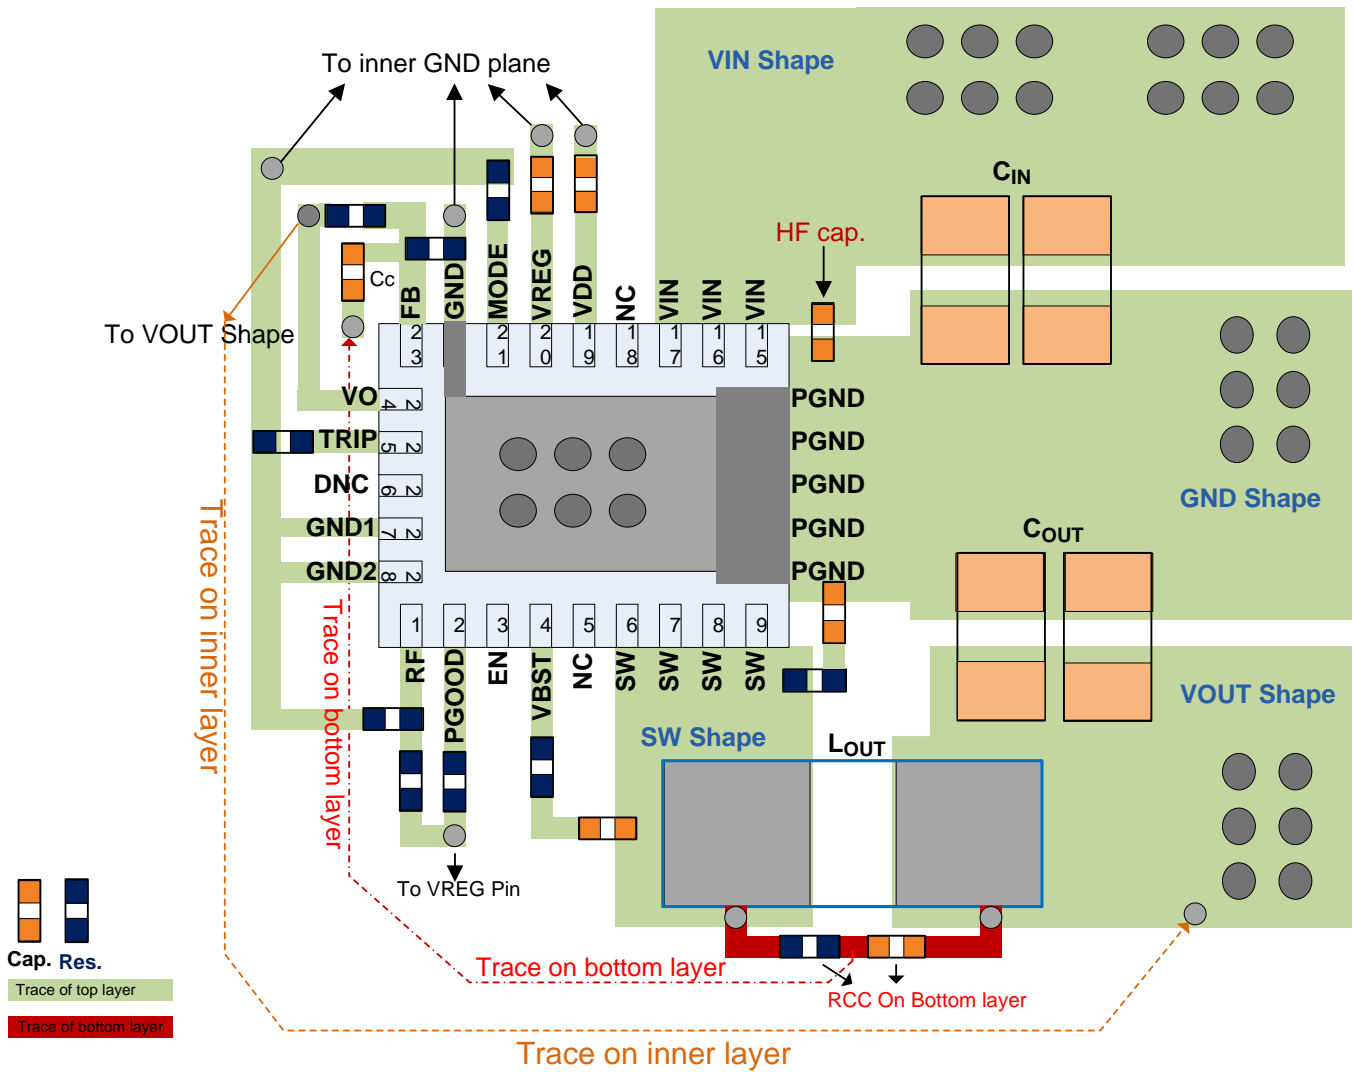 To inner GND plane
VIN Shape
C_IN
HF cap.
Cc
To VOUT Shape
FB
GND
MODE
VREG
VDD
NC
VIN
VIN
VIN
23
21
20
19
18
17
16
15
VO
TRIP
DNC
GND1
GND2
24
25
26
27
28
PGND
PGND
PGND
PGND
PGND
GND Shape
C_OUT
1
2
3
4
5
6
7
8
9
RF
PGOOD
EN
VBST
NC
SW
SW
SW
SW
SW Shape
L_OUT
VOUT Shape
Trace on inner layer
Trace on bottom layer
To VREG Pin
Cap. Res.
Trace of top layer
Trace of bottom layer
Trace on bottom layer
RCC On Bottom layer
Trace on inner layer